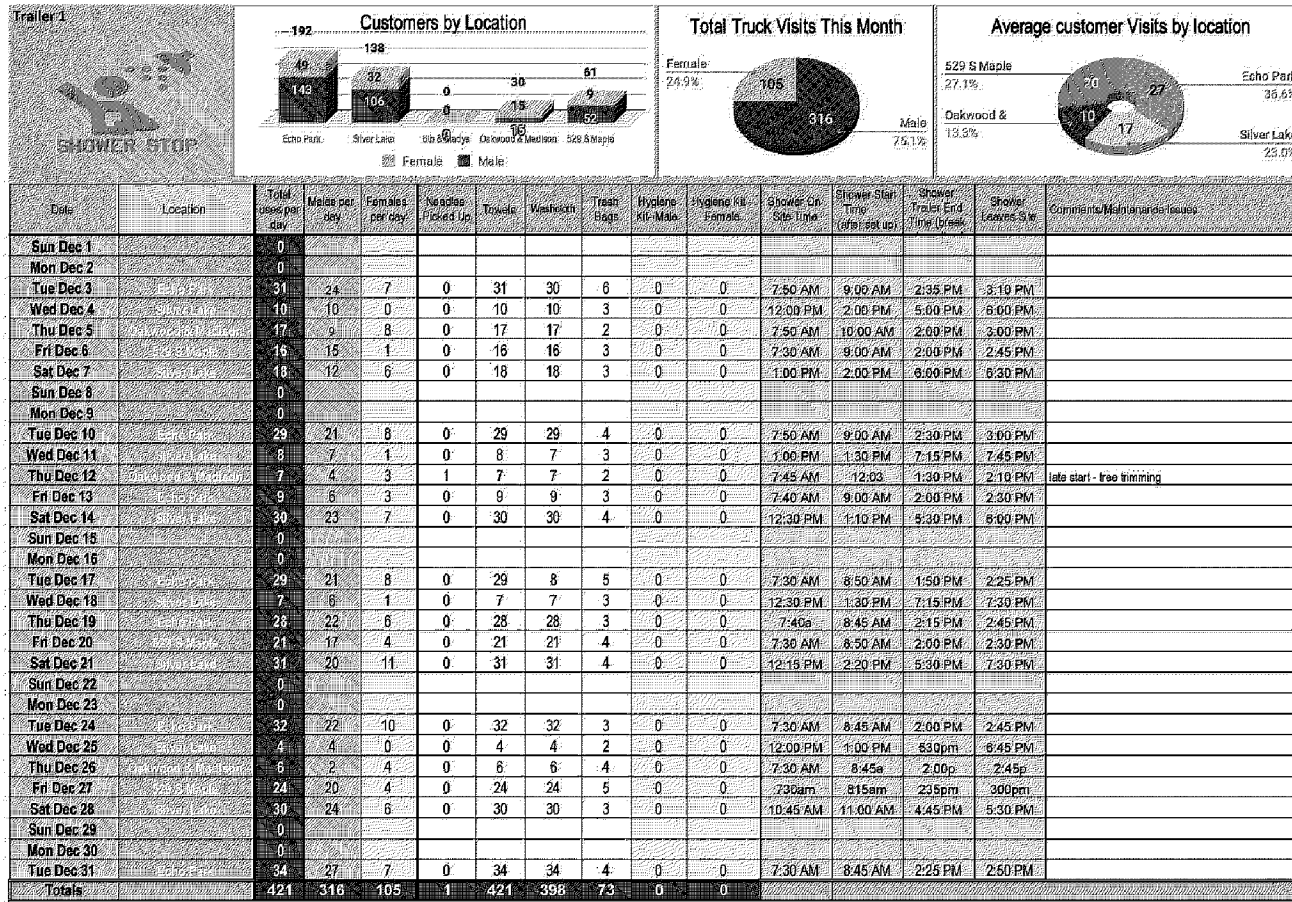 Trailer 1
SHOWER STOP
Customers by Location
192
49
143
138
32
106
0
0
0
30
15
15
61
9
52
Echo Park Silver Lake 6th & Gladys Oakwood & Madison 529 S Maple
Female Male
Total Truck Visits This Month
Female
24.9%
105
316
Male
75.1%
Average customer Visits by location
529 S Maple
27.1%
Oakwood &
13.3%
20
27
10
17
Echo Park
36.6%
Silver Lake
23.0%
Date Location Total uses per day Males per day Females per day Needles Picked Up Towels Washcloth Trash Bags Hygiene Kit- Male Hygiene Kit - Female Shower On Site Time Shower Start Time (after set up) Shower Trailer End Time (break Shower Leaves Site Comments/Maintenance Issues
Sun Dec 1 0
Mon Dec 2 0
Tue Dec 3 31 24 7 0 31 30 6 0 0 7:50 AM 9:00 AM 2:35 PM 3:10 PM
Wed Dec 4 10 10 0 0 10 10 3 0 0 12:00 PM 2:00 PM 5:00 PM 6:00 PM
Thu Dec 5 17 9 8 0 17 17 2 0 0 7:50 AM 10:00 AM 2:00 PM 3:00 PM
Fri Dec 6 16 15 1 0 16 16 3 0 0 7:30 AM 9:00 AM 2:00 PM 2:45 PM
Sat Dec 7 Silver Lake 18 12 6 0 18 18 3 0 0 1:00 PM 2:00 PM 6:00 PM 6:30 PM
Sun Dec 8 0
Mon Dec 9 0
Tue Dec 10 Echo Park 29 21 8 0 29 29 4 0 0 7:50 AM 9:00 AM 2:30 PM 3:00 PM
Wed Dec 11 8 7 1 0 8 7 3 0 0 1:00 PM 1:30 PM 7:15 PM 7:45 PM
Thu Dec 12 Oakwood & Madison 7 4 3 1 7 7 2 0 0 7:45 AM 12:03 1:30 PM 2:10 PM late start - tree trimming
Fri Dec 13 Echo Park 9 6 3 0 9 9 3 0 0 7:40 AM 9:00 AM 2:00 PM 2:30 PM
Sat Dec 14 Silver Lake 30 23 7 0 30 30 4 0 0 12:30 PM 1:10 PM 5:30 PM 6:00 PM
Sun Dec 15 0
Mon Dec 16 0
Tue Dec 17 Echo Park 29 21 8 0 29 8 5 0 0 7:30 AM 8:50 AM 1:50 PM 2:25 PM
Wed Dec 18 7 6 1 0 7 7 3 0 0 12:30 PM 1:30 PM 7:15 PM 7:30 PM
Thu Dec 19 Echo Park 28 22 6 0 28 28 3 0 0 7:40a 8:45 AM 2:15 PM 2:45 PM
Fri Dec 20 21 17 4 0 21 21 4 0 0 7:30 AM 8:50 AM 2:00 PM 2:30 PM
Sat Dec 21 31 20 11 0 31 31 4 0 0 12:15 PM 2:20 PM 5:30 PM 7:30 PM
Sun Dec 22 0
Mon Dec 23 0
Tue Dec 24 32 22 10 0 32 32 3 0 0 7:30 AM 8:45 AM 2:00 PM 2:45 PM
Wed Dec 25 4 4 0 0 4 4 2 0 0 12:00 PM 1:00 PM 530pm 6:45 PM
Thu Dec 26 Oakwood & Madison 6 2 4 0 6 6 4 0 0 7:30 AM 8:45a 2:00p 2:45p
Fri Dec 27 529 S Maple 24 20 4 0 24 24 5 0 0 730am 815am 235pm 300pm
Sat Dec 28 Silver Lake 30 24 6 0 30 30 3 0 0 10:45 AM 11:00 AM 4:45 PM 5:30 PM
Sun Dec 29 0
Mon Dec 30 0
Tue Dec 31 34 27 7 0 34 34 4 0 0 7:30 AM 8:45 AM 2:25 PM 2:50 PM
Totals 421 316 105 1 421 398 73 0 0